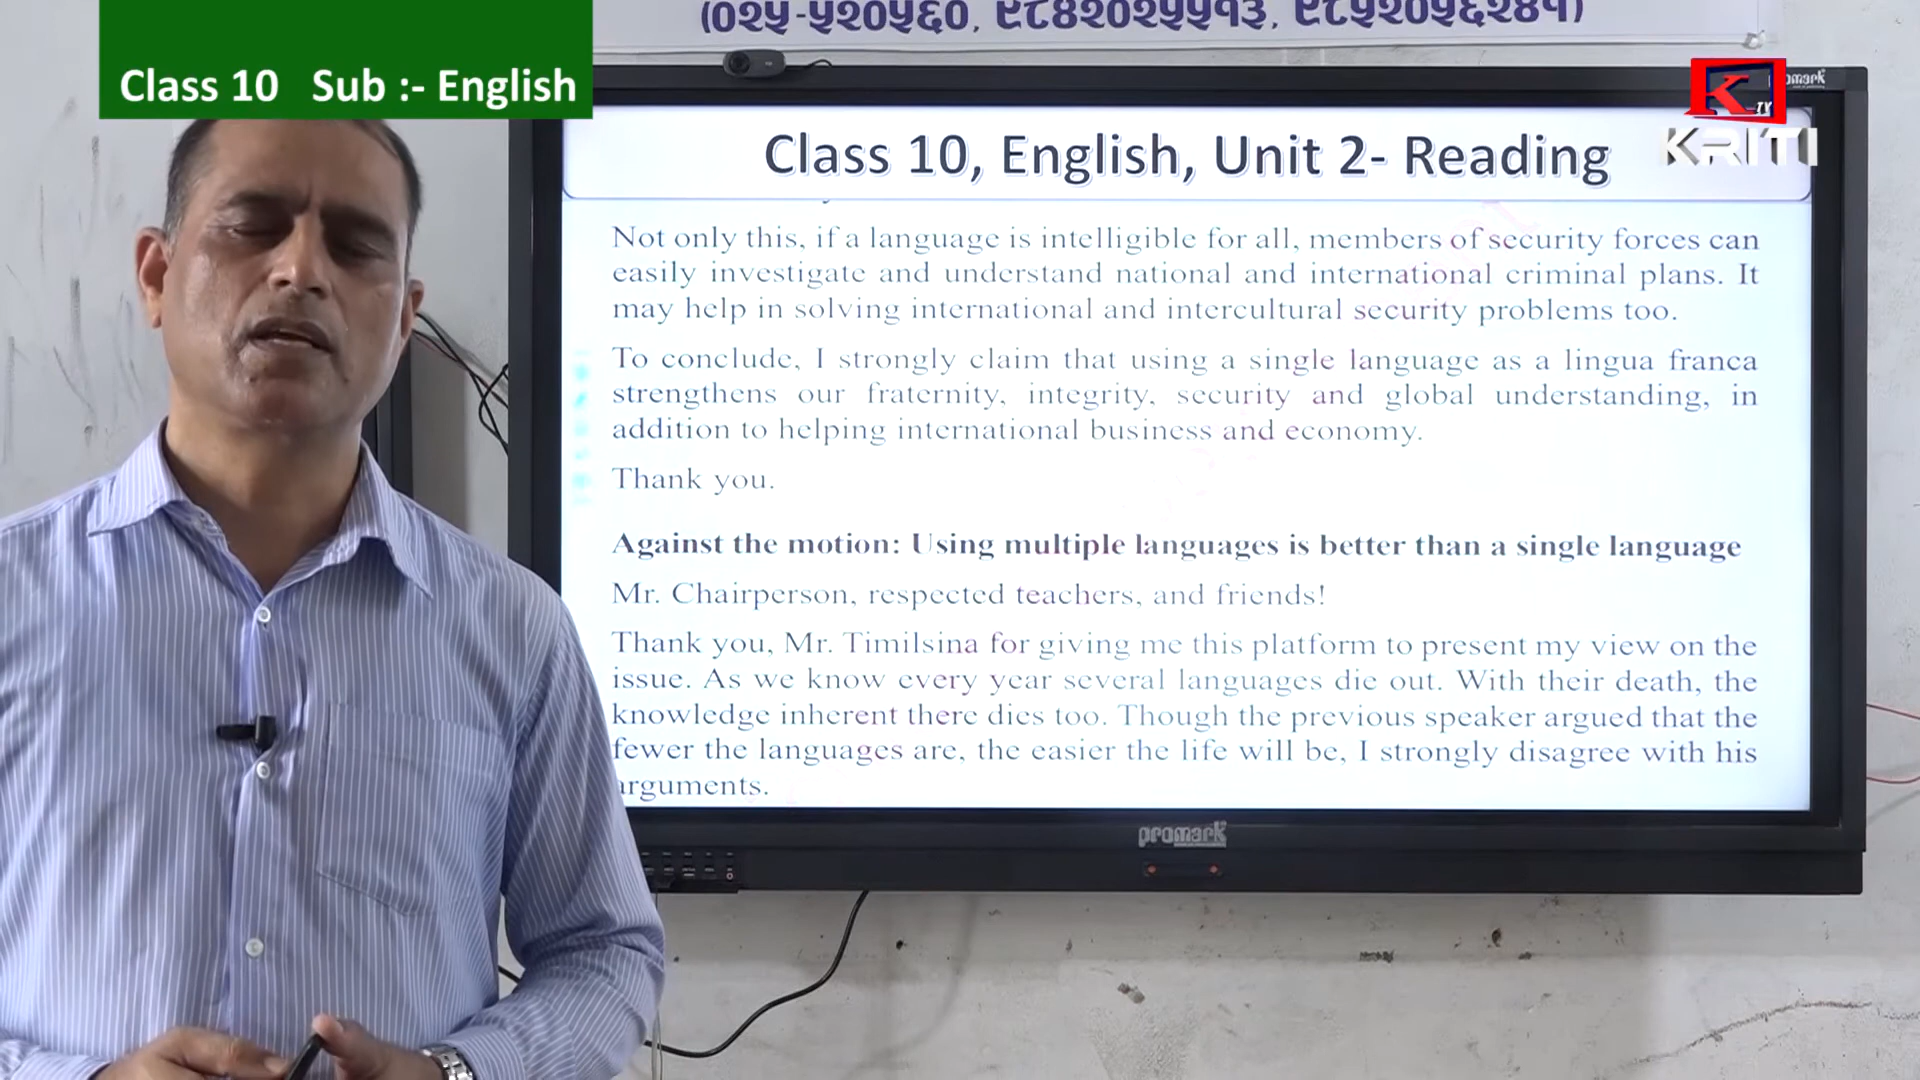 (०२५-५२०५६०, ९८४२०२५५१३, ९८५२०५६२४१)
Class 10 Sub :- English
promark
K TV
KRITI
Class 10, English, Unit 2- Reading
Not only this, if a language is intelligible for all, members of security forces can
easily investigate and understand national and international criminal plans. It
may help in solving international and intercultural security problems too.
To conclude, I strongly claim that using a single language as a lingua franca
strengthens our fraternity, integrity, security and global understanding, in
addition to helping international business and economy.
Thank you.
Against the motion: Using multiple languages is better than a single language
Mr. Chairperson, respected teachers, and friends!
Thank you, Mr. Timilsina for giving me this platform to present my view on the
issue. As we know every year several languages die out. With their death, the
knowledge inherent there dies too. Though the previous speaker argued that the
fewer the languages are, the easier the life will be, I strongly disagree with his
arguments.
promark